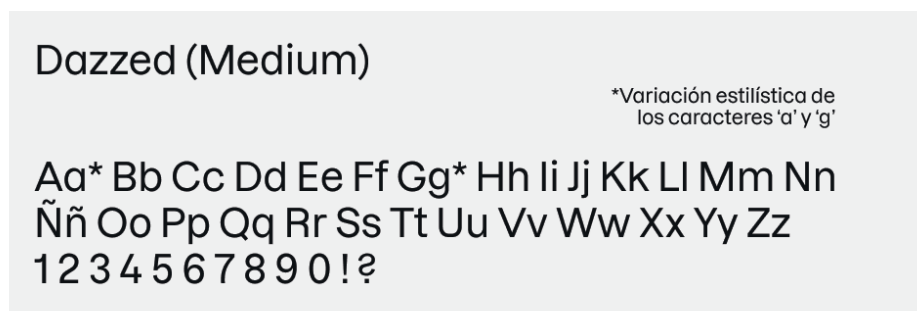 Dazzed (Medium)
*Variación estilística de
los caracteres ‘a’ y ‘g’
Aa* Bb Cc Dd Ee Ff Gg* Hh Ii Jj Kk Ll Mm Nn
Ññ Oo Pp Qq Rr Ss Tt Uu Vv Ww Xx Yy Zz
1 2 3 4 5 6 7 8 9 0 ! ?